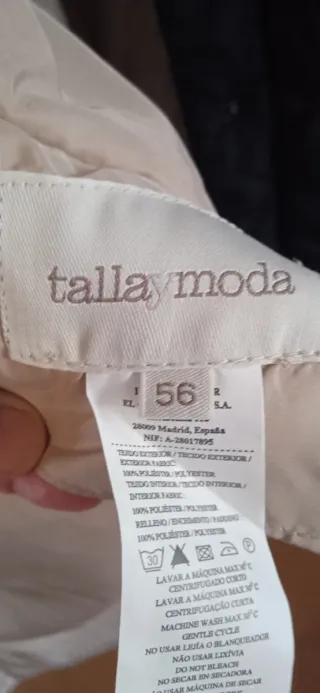 tallaymoda
56
EL
S.A.
28009 Madrid, España
NIF: A-28017895
TEJIDO EXTERIOR / TECIDO EXTERIOR /
EXTERIOR FABRIC:
100% POLIÉSTER / POLYESTER
TEJIDO INTERIOR / TECIDO INTERIOR /
INTERIOR FABRIC:
100% POLIÉSTER / POLYESTER
RELLENO / ENCHIMENTO / PADDING
100% POLIÉSTER / POLYESTER
30
LAVAR A MÁQUINA MAX 30°C
CENTRIFUGADO CORTO
LAVAR A MÁQUINA MAX 30°C
CENTRIFUGAÇÃO CURTA
MACHINE WASH MAX 30°C
GENTLE CYCLE
NO USAR LEJÍA O BLANQUEADOR
NÃO USAR LIXÍVIA
DO NOT BLEACH
NO SECAR EN SECADORA
NÃO USAR MÁQUINA DE SECAR